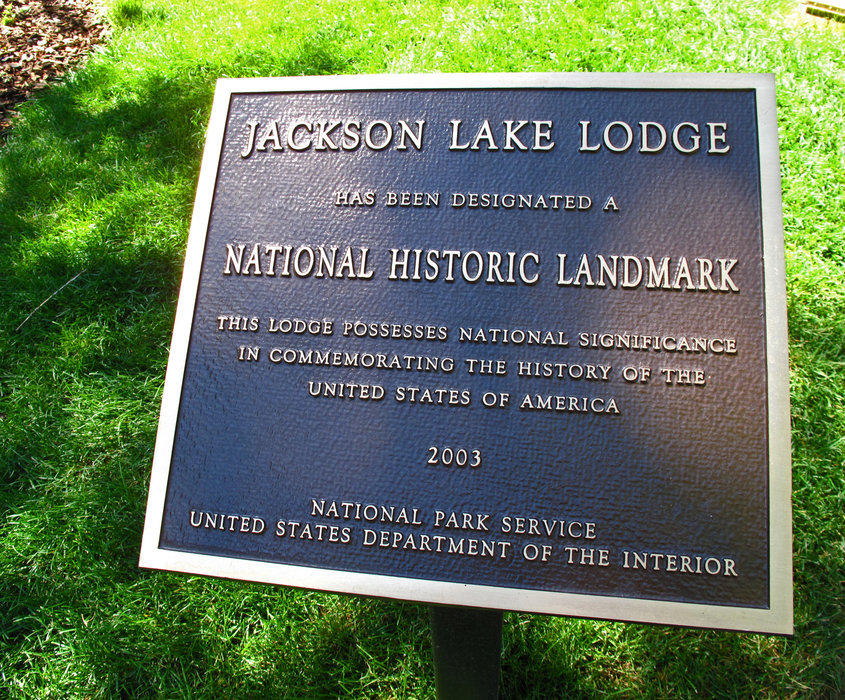 JACKSON LAKE LODGE
HAS BEEN DESIGNATED A
NATIONAL HISTORIC LANDMARK
THIS LODGE POSSESSES NATIONAL SIGNIFICANCE
IN COMMEMORATING THE HISTORY OF THE
UNITED STATES OF AMERICA
2003
NATIONAL PARK SERVICE
UNITED STATES DEPARTMENT OF THE INTERIOR